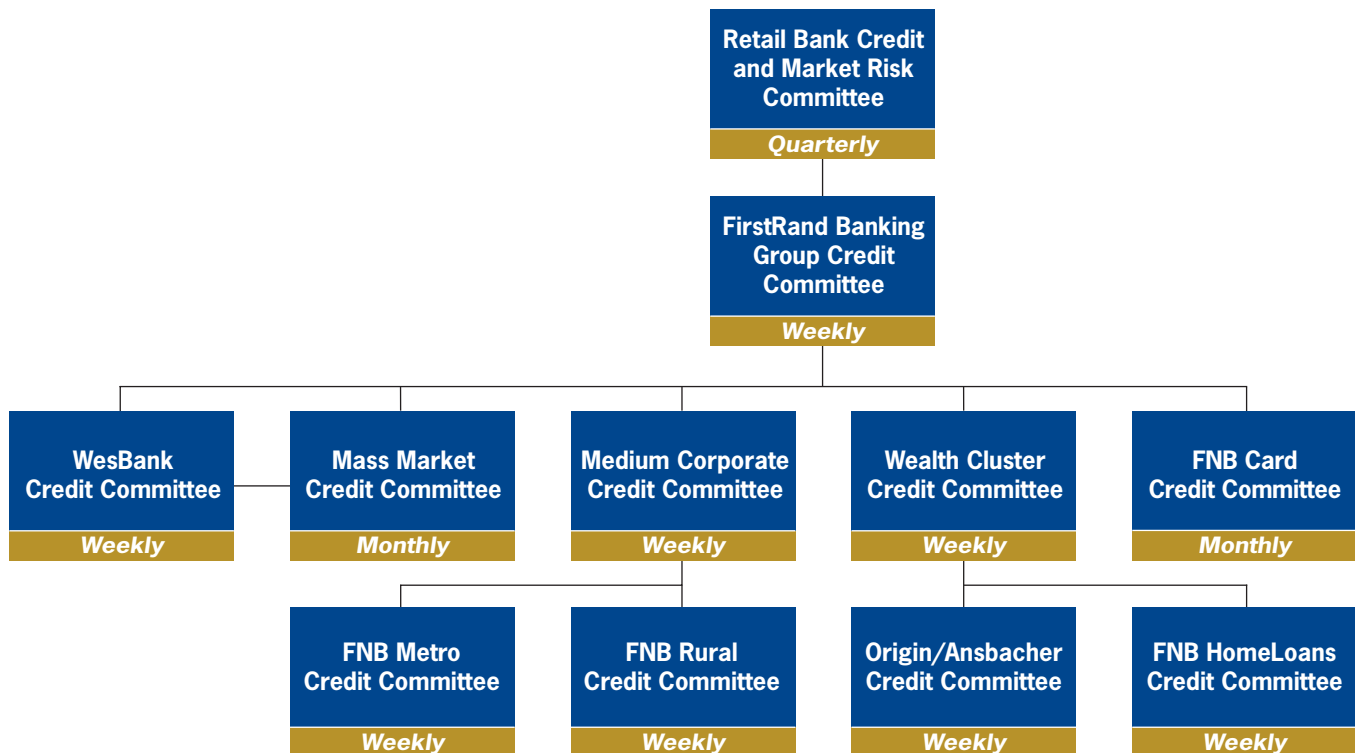 Retail Bank Credit
and Market Risk
Committee
Quarterly
FirstRand Banking
Group Credit
Committee
Weekly
WesBank
Credit Committee
Weekly
Mass Market
Credit Committee
Monthly
Medium Corporate
Credit Committee
Weekly
Wealth Cluster
Credit Committee
Weekly
FNB Card
Credit Committee
Monthly
FNB Metro
Credit Committee
Weekly
FNB Rural
Credit Committee
Weekly
Origin/Ansbacher
Credit Committee
Weekly
FNB HomeLoans
Credit Committee
Weekly